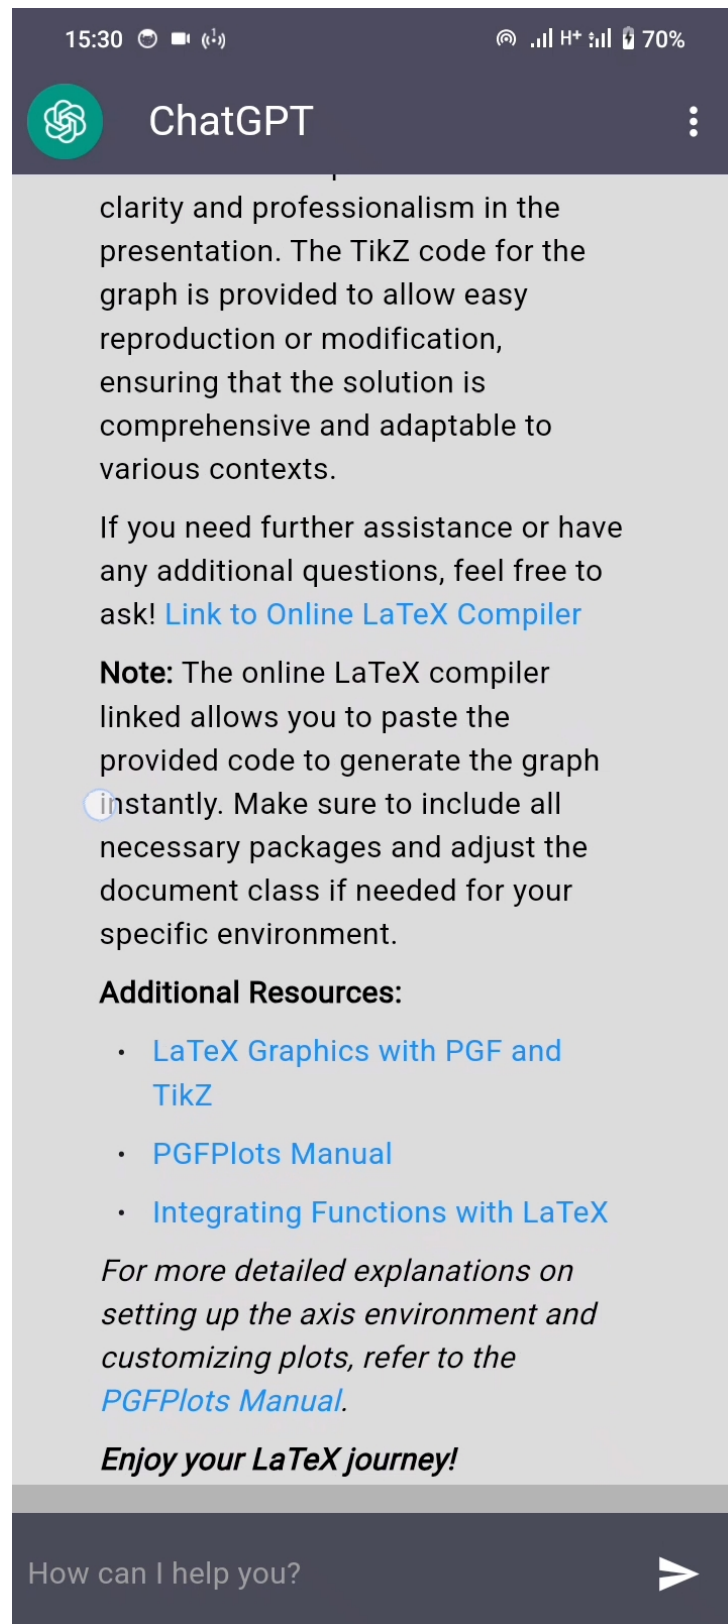 15:30 H+ 70%
ChatGPT
clarity and professionalism in the
presentation. The TikZ code for the
graph is provided to allow easy
reproduction or modification,
ensuring that the solution is
comprehensive and adaptable to
various contexts.
If you need further assistance or have
any additional questions, feel free to
ask! Link to Online LaTeX Compiler
Note: The online LaTeX compiler
linked allows you to paste the
provided code to generate the graph
instantly. Make sure to include all
necessary packages and adjust the
document class if needed for your
specific environment.
Additional Resources:
• LaTeX Graphics with PGF and
TikZ
• PGFPlots Manual
• Integrating Functions with LaTeX
For more detailed explanations on
setting up the axis environment and
customizing plots, refer to the
PGFPlots Manual.
Enjoy your LaTeX journey!
How can I help you?